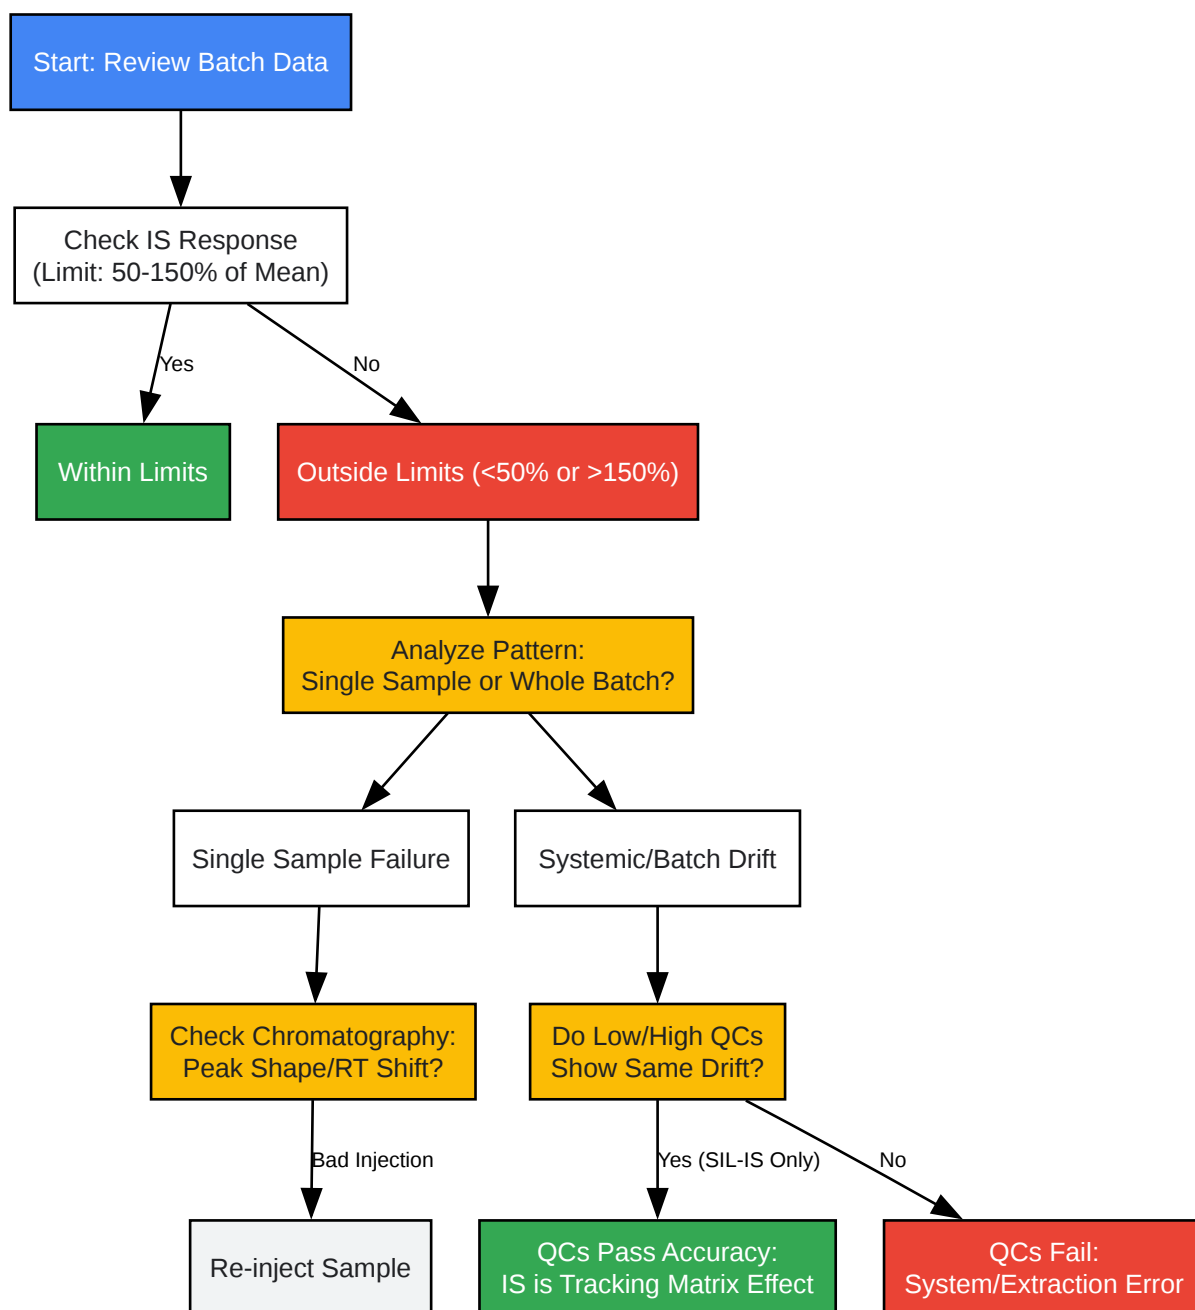 Start: Review Batch Data
Check IS Response
(Limit: 50-150% of Mean)
Yes
No
Within Limits
Outside Limits (<50% or >150%)
Analyze Pattern:
Single Sample or Whole Batch?
Single Sample Failure
Systemic/Batch Drift
Check Chromatography:
Peak Shape/RT Shift?
Do Low/High QCs
Show Same Drift?
Bad Injection
Yes (SIL-IS Only)
No
Re-inject Sample
QCs Pass Accuracy:
IS is Tracking Matrix Effect
QCs Fail:
System/Extraction Error